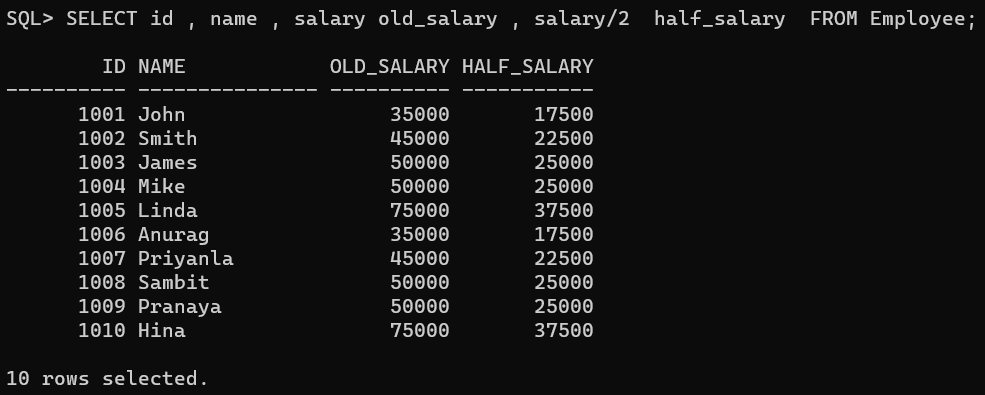 SQL> SELECT id , name , salary old_salary , salary/2  half_salary  FROM Employee;
        ID NAME            OLD_SALARY HALF_SALARY
---------- --------------- ---------- -----------
      1001 John                 35000       17500
      1002 Smith                45000       22500
      1003 James                50000       25000
      1004 Mike                 50000       25000
      1005 Linda                75000       37500
      1006 Anurag               35000       17500
      1007 Priyanla             45000       22500
      1008 Sambit               50000       25000
      1009 Pranaya              50000       25000
      1010 Hina                 75000       37500
10 rows selected.